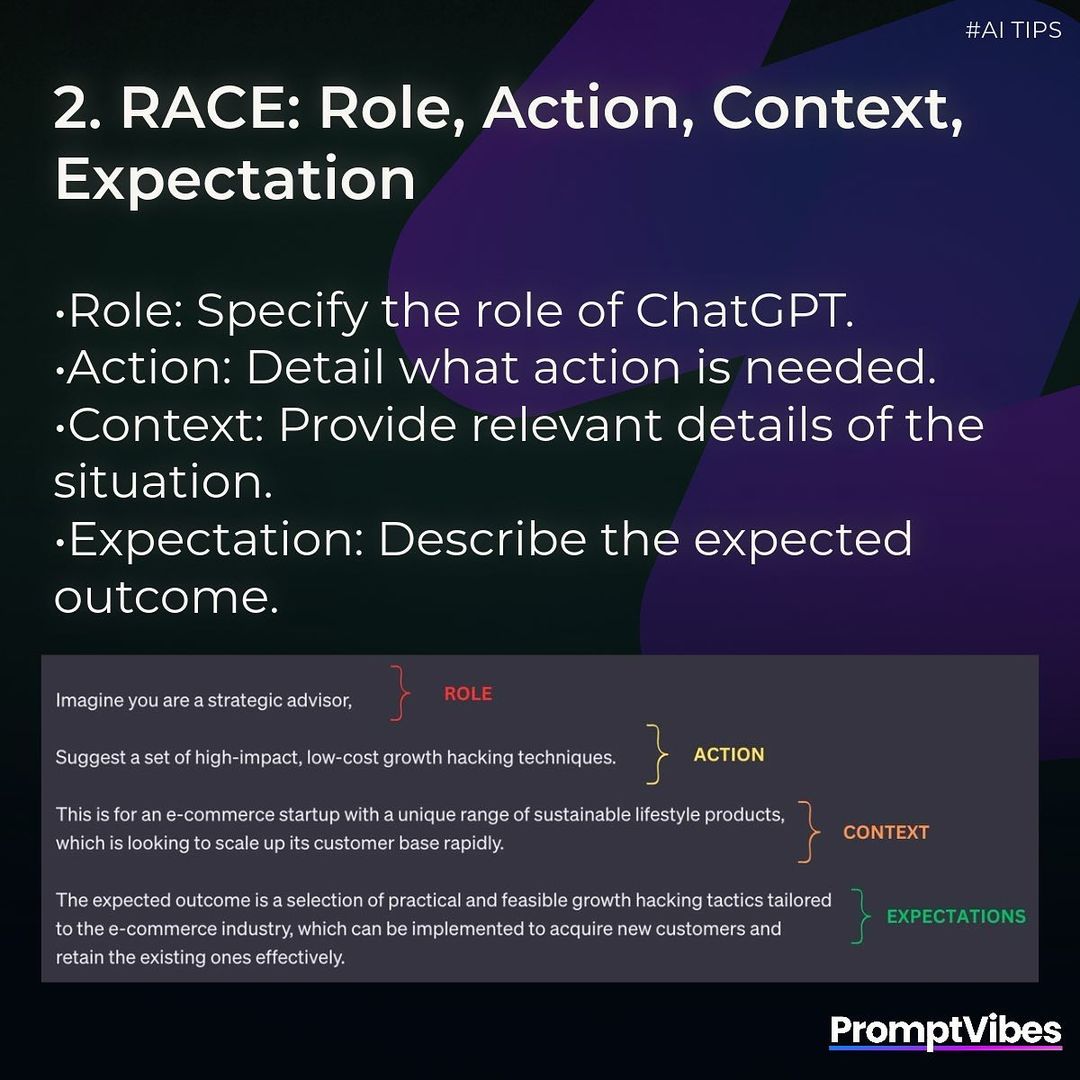 #AI TIPS
2. RACE: Role, Action, Context,
Expectation
•Role: Specify the role of ChatGPT.
•Action: Detail what action is needed.
•Context: Provide relevant details of the
situation.
•Expectation: Describe the expected
outcome.
Imagine you are a strategic advisor,
ROLE
Suggest a set of high-impact, low-cost growth hacking techniques.
ACTION
This is for an e-commerce startup with a unique range of sustainable lifestyle products,
which is looking to scale up its customer base rapidly.
CONTEXT
The expected outcome is a selection of practical and feasible growth hacking tactics tailored
to the e-commerce industry, which can be implemented to acquire new customers and
retain the existing ones effectively.
EXPECTATIONS
PromptVibes